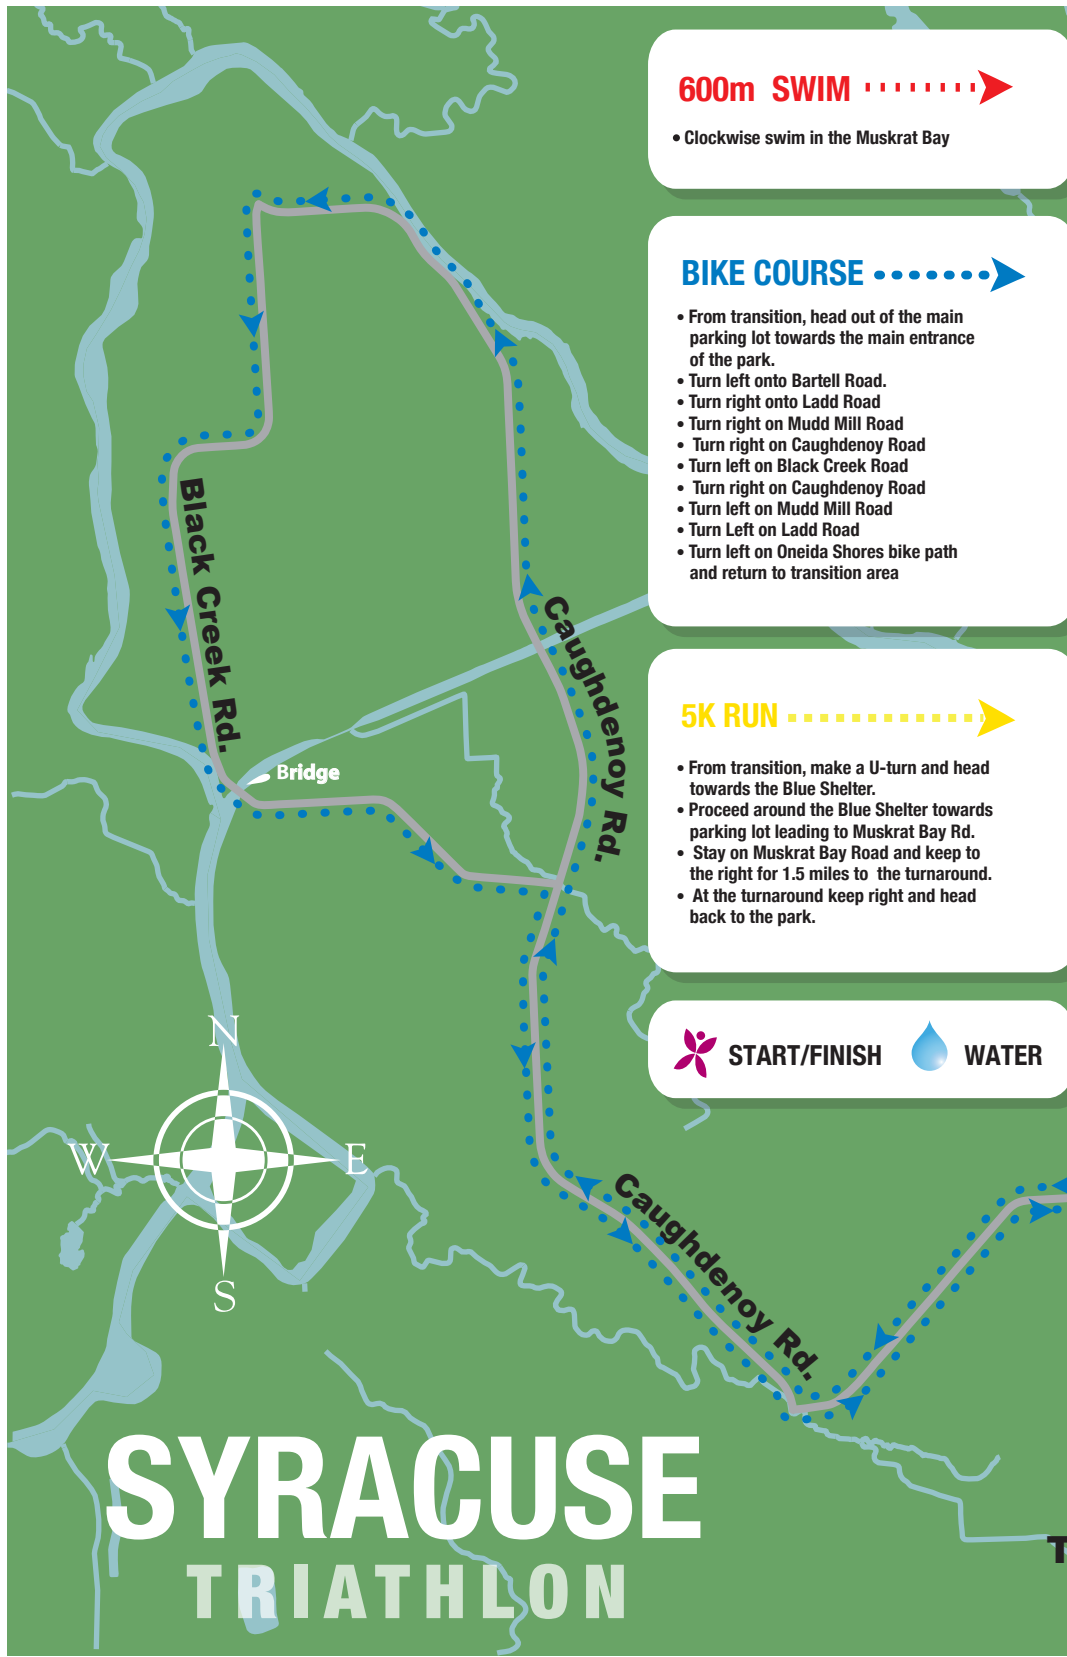 600m SWIM
• Clockwise swim in the Muskrat Bay
BIKE COURSE
• From transition, head out of the main
parking lot towards the main entrance
of the park.
• Turn left onto Bartell Road.
• Turn right onto Ladd Road
• Turn right on Mudd Mill Road
• Turn right on Caughdenoy Road
• Turn left on Black Creek Road
• Turn right on Caughdenoy Road
• Turn left on Mudd Mill Road
• Turn Left on Ladd Road
• Turn left on Oneida Shores bike path
and return to transition area
5K RUN
• From transition, make a U-turn and head
towards the Blue Shelter.
• Proceed around the Blue Shelter towards
parking lot leading to Muskrat Bay Rd.
• Stay on Muskrat Bay Road and keep to
the right for 1.5 miles to the turnaround.
• At the turnaround keep right and head
back to the park.
START/FINISH
WATER
Black Creek Rd.
Caughdenoy Rd.
Bridge
N
W
E
S
Caughdenoy Rd.
T
SYRACUSE
TRIATHLON